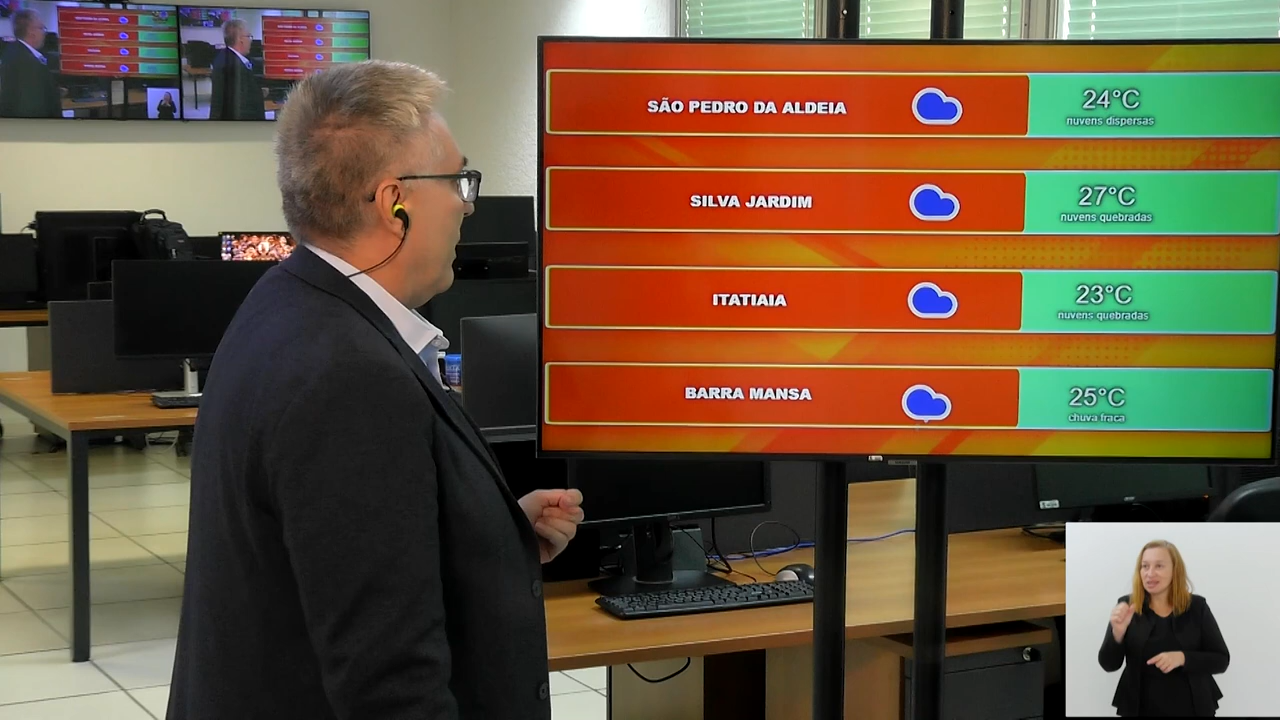 SÃO PEDRO DA ALDEIA
24°C
nuvens dispersas
SILVA JARDIM
27°C
nuvens quebradas
ITATIAIA
23°C
nuvens quebradas
BARRA MANSA
25°C
chuva fraca